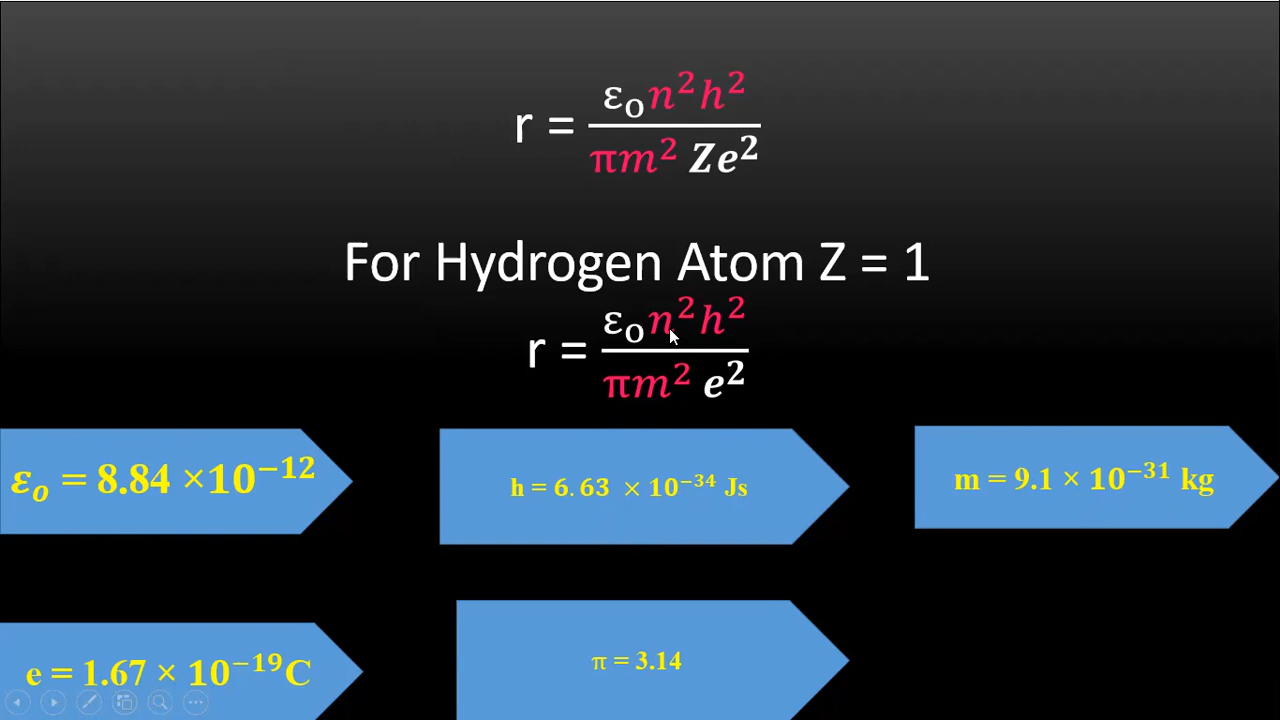 r = ε₀n²h² / πm² Ze²
For Hydrogen Atom Z = 1
r = ε₀n²h² / πm² e²
εₒ = 8.84 ×10⁻¹²
h = 6.63 × 10⁻³⁴ Js
m = 9.1 × 10⁻³¹ kg
e = 1.67 × 10⁻¹⁹C
π = 3.14